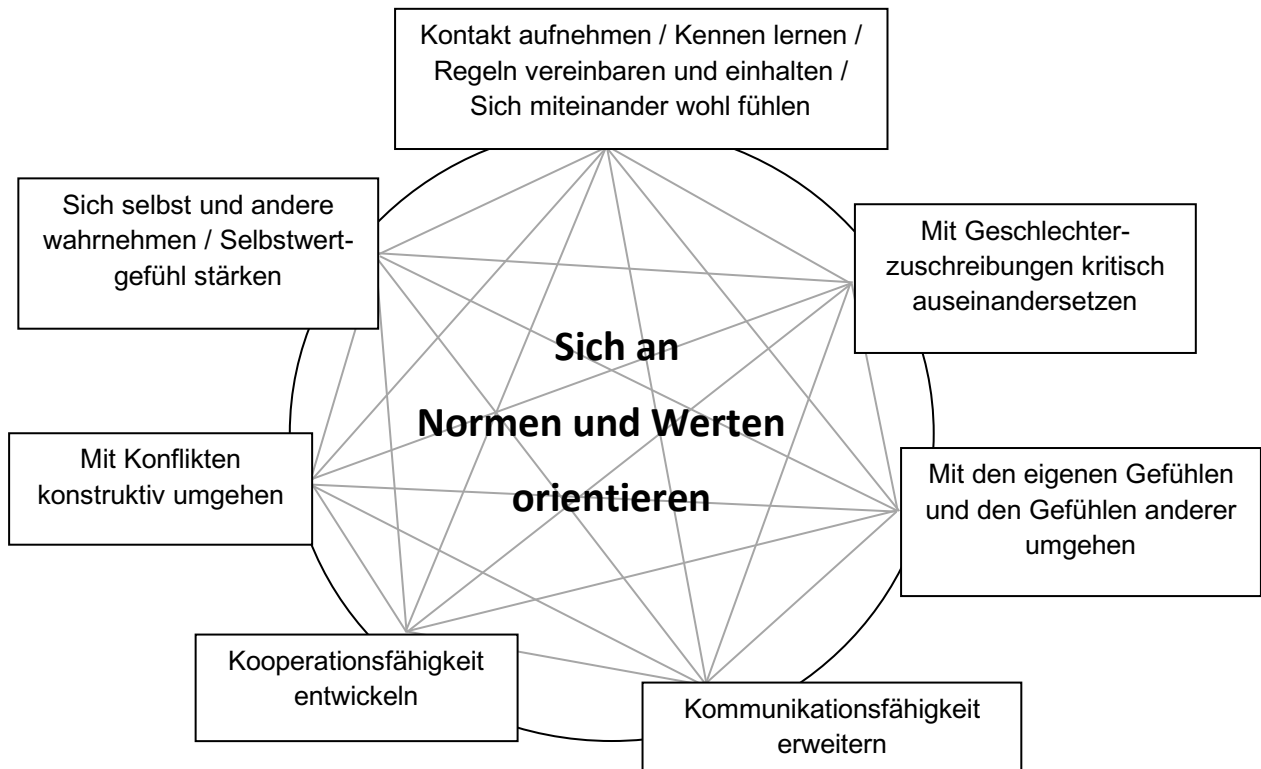 Kontakt aufnehmen / Kennen lernen /
Regeln vereinbaren und einhalten /
Sich miteinander wohl fühlen
Sich selbst und andere
wahrnehmen / Selbstwert-
gefühl stärken
Mit Geschlechter-
zuschreibungen kritisch
auseinandersetzen
Sich an
Normen und Werten
orientieren
Mit Konflikten
konstruktiv umgehen
Mit den eigenen Gefühlen
und den Gefühlen anderer
umgehen
Kooperationsfähigkeit
entwickeln
Kommunikationsfähigkeit
erweitern